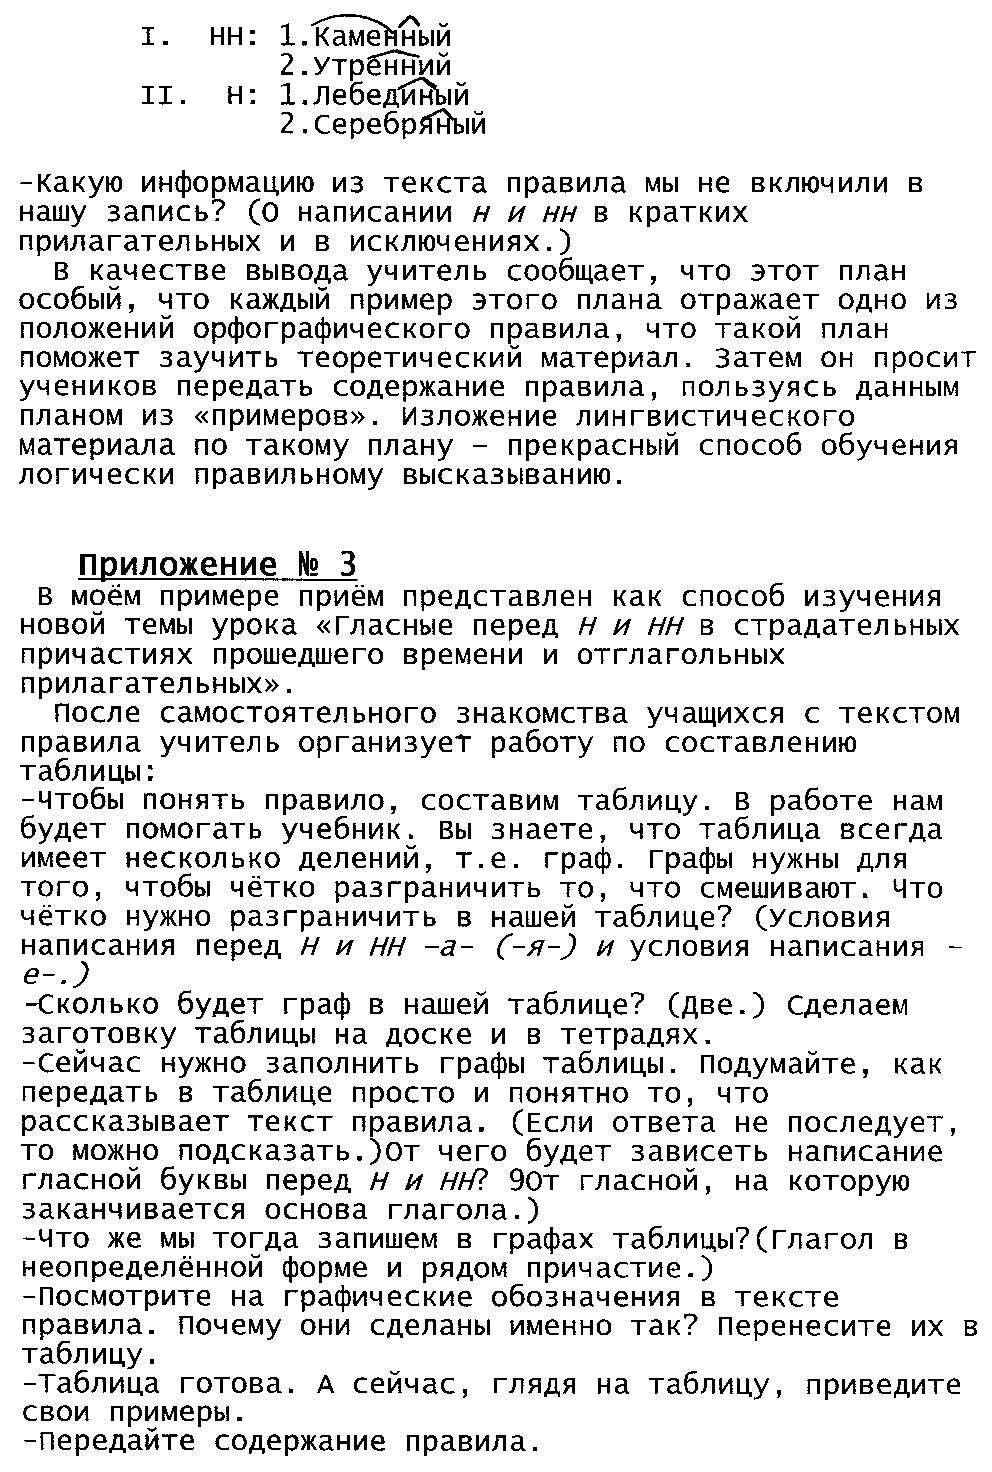 I. НН: 1.Каменный
2.Утренний
II. Н: 1.Лебединый
2.Серебряный
-Какую информацию из текста правила мы не включили в
нашу запись? (О написании н и нн в кратких
прилагательных и в исключениях.)
В качестве вывода учитель сообщает, что этот план
особый, что каждый пример этого плана отражает одно из
положений орфографического правила, что такой план
поможет заучить теоретический материал. Затем он просит
учеников передать содержание правила, пользуясь данным
планом из «примеров». Изложение лингвистического
материала по такому плану – прекрасный способ обучения
логически правильному высказыванию.
Приложение № 3
В моём примере приём представлен как способ изучения
новой темы урока «Гласные перед Н и НН в страдательных
причастиях прошедшего времени и отглагольных
прилагательных».
После самостоятельного знакомства учащихся с текстом
правила учитель организует работу по составлению
таблицы:
-Чтобы понять правило, составим таблицу. В работе нам
будет помогать учебник. Вы знаете, что таблица всегда
имеет несколько делений, т.е. граф. Графы нужны для
того, чтобы чётко разграничить то, что смешивают. Что
чётко нужно разграничить в нашей таблице? (Условия
написания перед Н и НН –а- (-я-) и условия написания –
е-.)
-Сколько будет граф в нашей таблице? (Две.) Сделаем
заготовку таблицы на доске и в тетрадях.
-Сейчас нужно заполнить графы таблицы. Подумайте, как
передать в таблице просто и понятно то, что
рассказывает текст правила. (Если ответа не последует,
то можно подсказать.)От чего будет зависеть написание
гласной буквы перед Н и НН? 9От гласной, на которую
заканчивается основа глагола.)
-Что же мы тогда запишем в графах таблицы?(Глагол в
неопределённой форме и рядом причастие.)
-Посмотрите на графические обозначения в тексте
правила. Почему они сделаны именно так? Перенесите их в
таблицу.
-Таблица готова. А сейчас, глядя на таблицу, приведите
свои примеры.
-Передайте содержание правила.